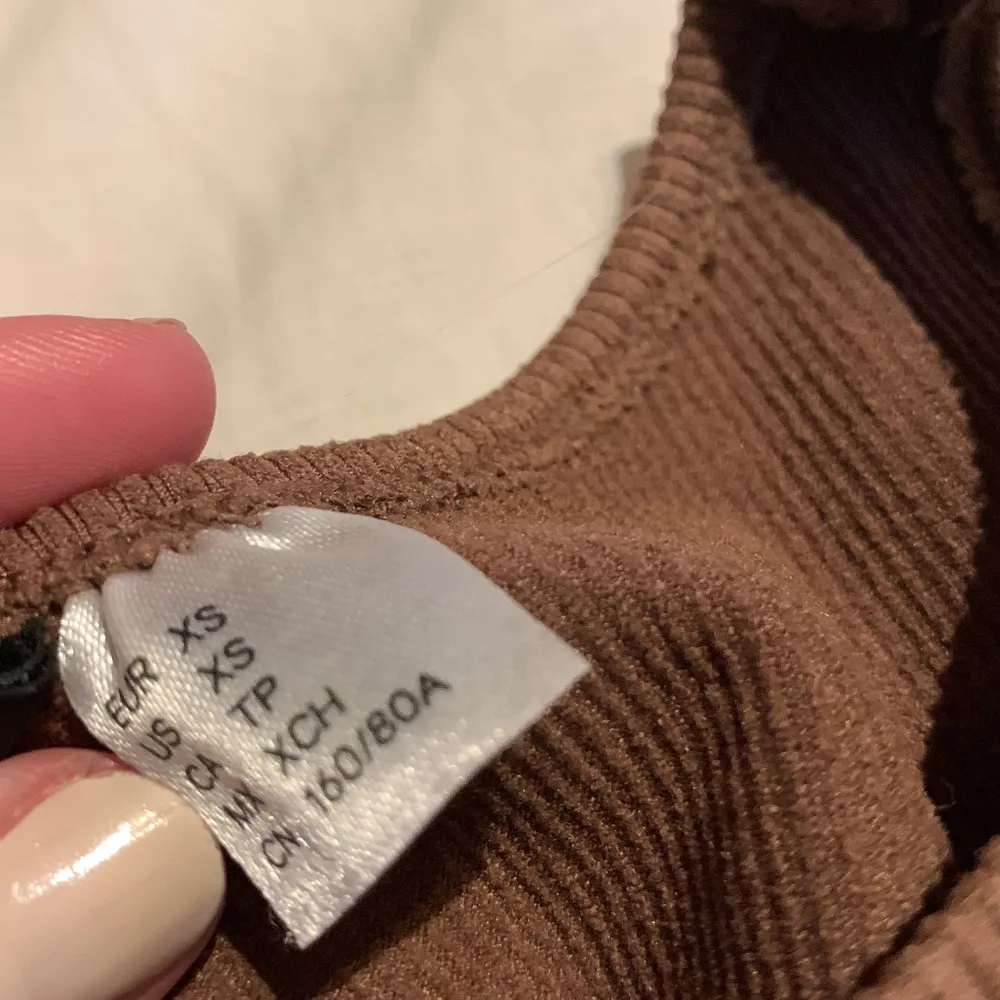 EUR XS
US XS
CA TP
MX XCH
CN 160/80A